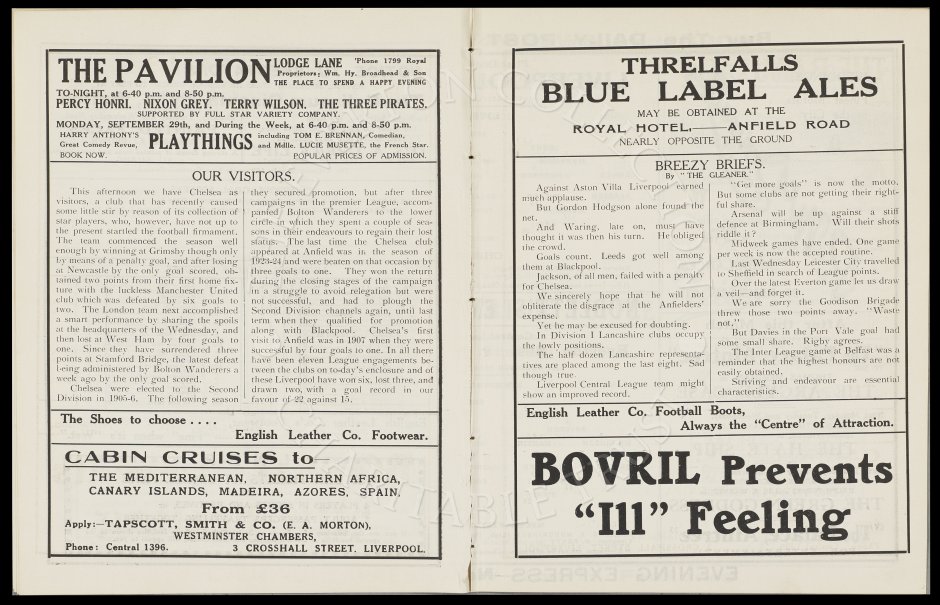 THE PAVILION LODGE LANE 'Phone 1799 Royal
Proprietors; Wm. Hy. Broadhead & Son
THE PLACE TO SPEND A HAPPY EVENING
TO-NIGHT, at 6-40 p.m. and 8-50 p.m.
PERCY HONRI. NIXON GREY. TERRY WILSON. THE THREE PIRATES.
SUPPORTED BY FULL STAR VARIETY COMPANY.
MONDAY, SEPTEMBER 29th, and During the Week, at 6-40 p.m. and 8-50 p.m.
HARRY ANTHONY'S
Great Comedy Revue,
PLAYTHINGS
including TOM E. BRENNAN, Comedian,
and Mdlle. LUCIE MUSETTE, the French Star.
BOOK NOW. POPULAR PRICES OF ADMISSION.
OUR VISITORS.
This afternoon we have Chelsea as
visitors, a club that has recently caused
some little stir by reason of its collection of
star players, who, however, have not up to
the present startled the football firmament.
The team commenced the season well
enough by winning at Grimsby though only
by means of a penalty goal, and after losing
at Newcastle by the only goal scored, ob-
tained two points from their first home fix-
ture with the luckless Manchester United
club which was defeated by six goals to
two. The London team next accomplished
a smart performance by sharing the spoils
at the headquarters of the Wednesday, and
then lost at West Ham by four goals to
one. Since they have surrendered three
points at Stamford Bridge, the latest defeat
being administered by Bolton Wanderers a
week ago by the only goal scored.
Chelsea were elected to the Second
Division in 1905-6. The following season
they secured promotion, but after three
campaigns in the premier League, accom-
panied Bolton Wanderers to the lower
circle in which they spent a couple of sea-
sons in their endeavours to regain their lost
status. The last time the Chelsea club
appeared at Anfield was in the season of
1923-24 and were beaten on that occasion by
three goals to one. They won the return
during the closing stages of the campaign
in a struggle to avoid relegation but were
not successful, and had to plough the
Second Division channels again, until last
term when they qualified for promotion
along with Blackpool. Chelsea's first
visit to Anfield was in 1907 when they were
successful by four goals to one. In all there
have been eleven League engagements be-
tween the clubs on to-day's enclosure and of
these Liverpool have won six, lost three, and
drawn two, with a goal record in our
favour of 22 against 15.
The Shoes to choose . . . .
English Leather Co. Footwear.
CABIN CRUISES to—
THE MEDITERRANEAN, NORTHERN AFRICA,
CANARY ISLANDS, MADEIRA, AZORES, SPAIN.
From £36
Apply:—TAPSCOTT, SMITH & CO. (E. A. MORTON),
WESTMINSTER CHAMBERS,
Phone: Central 1396. 3 CROSSHALL STREET, LIVERPOOL.
THRELFALLS
BLUE LABEL ALES
MAY BE OBTAINED AT THE
ROYAL HOTEL,—ANFIELD ROAD
NEARLY OPPOSITE THE GROUND
BREEZY BRIEFS.
By "THE GLEANER."
Against Aston Villa Liverpool earned
much applause.
But Gordon Hodgson alone found the
net.
And Waring, late on, must have
thought it was then his turn. He obliged
the crowd.
Goals count. Leeds got well among
them at Blackpool.
Jackson, of all men, failed with a penalty
for Chelsea.
We sincerely hope that he will not
obliterate the disgrace at the Anfielders'
expense.
Yet he may be excused for doubting.
In Division I Lancashire clubs occupy
the lowly positions.
The half dozen Lancashire representa-
tives are placed among the last eight. Sad
though true.
Liverpool Central League team might
show an improved record.
"Get more goals" is now the motto.
But some clubs are not getting their right-
ful share.
Arsenal will be up against a stiff
defence at Birmingham. Will their shots
riddle it?
Midweek games have ended. One game
per week is now the accepted routine.
Last Wednesday Leicester City travelled
to Sheffield in search of League points.
Over the latest Everton game let us draw
a veil—and forget it.
We are sorry the Goodison Brigade
threw those two points away. "Waste
not."
But Davies in the Port Vale goal had
some small share. Rigby agrees.
The Inter League game at Belfast was a
reminder that the highest honours are not
easily obtained.
Striving and endeavour are essential
characteristics.
English Leather Co. Football Boots,
Always the "Centre" of Attraction.
BOVRIL Prevents
"Ill" Feeling